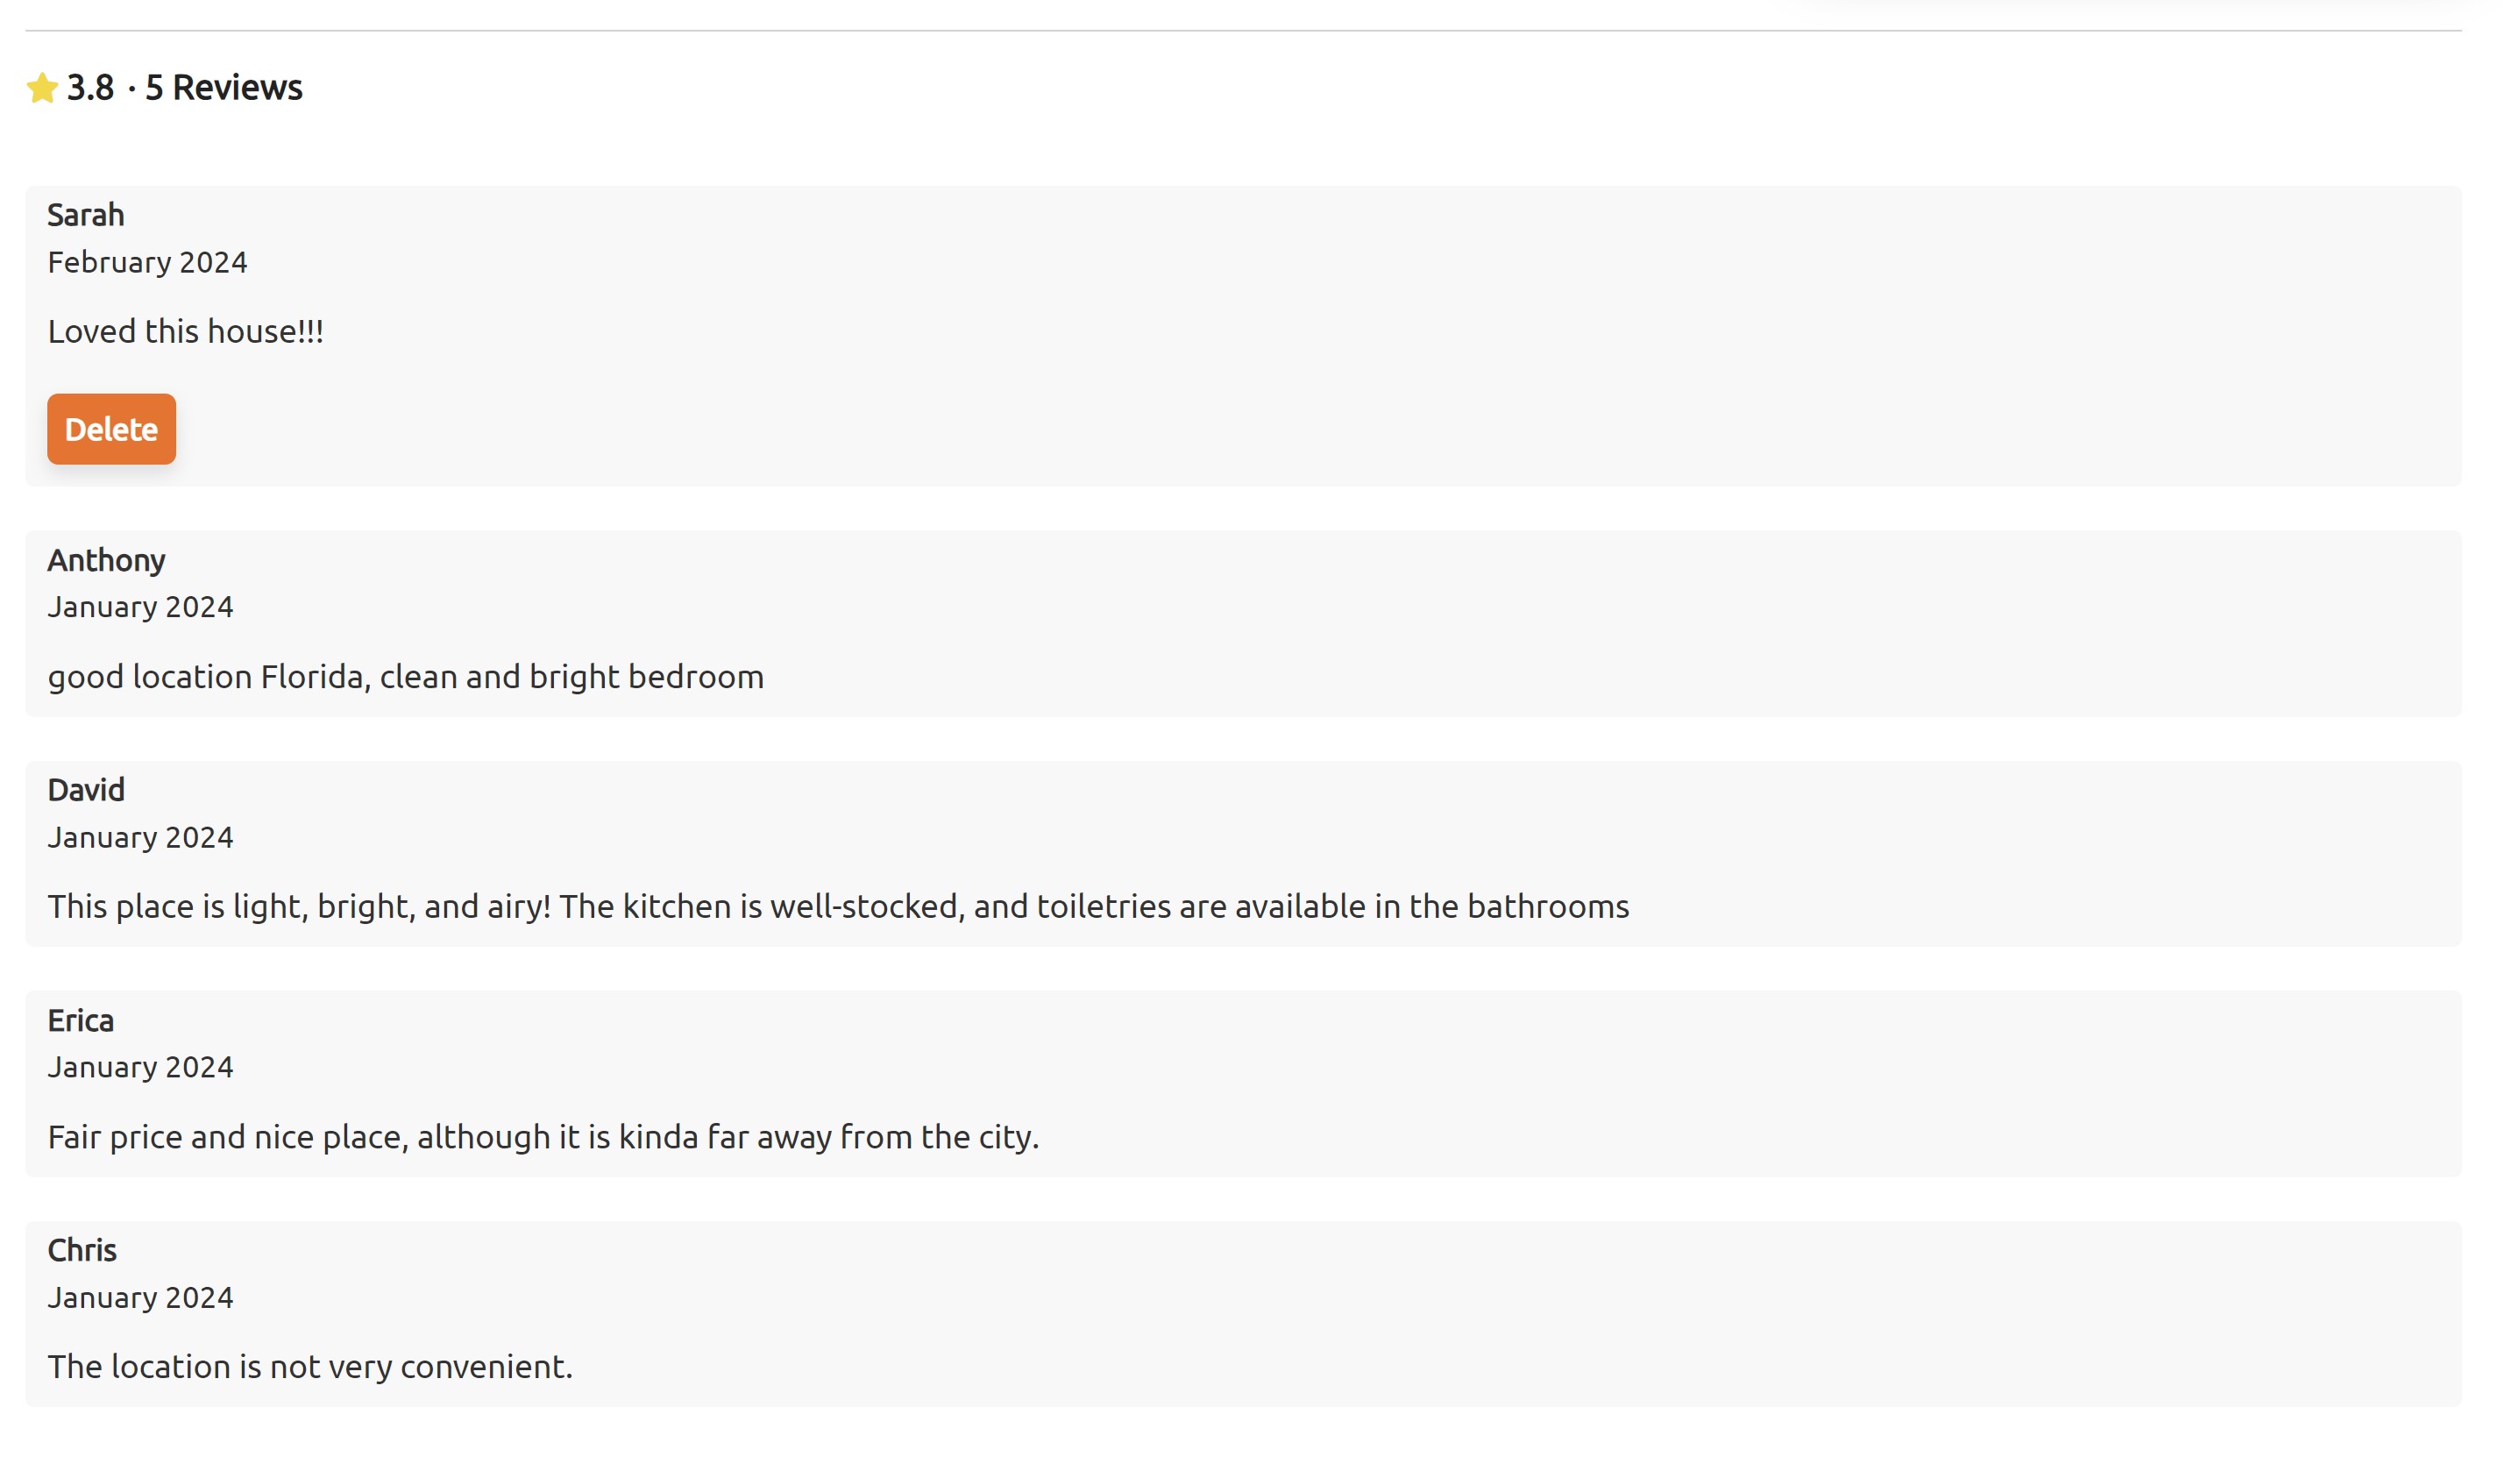 3.8 · 5 Reviews
Sarah
February 2024
Loved this house!!!
Delete
Anthony
January 2024
good location Florida, clean and bright bedroom
David
January 2024
This place is light, bright, and airy! The kitchen is well-stocked, and toiletries are available in the bathrooms
Erica
January 2024
Fair price and nice place, although it is kinda far away from the city.
Chris
January 2024
The location is not very convenient.